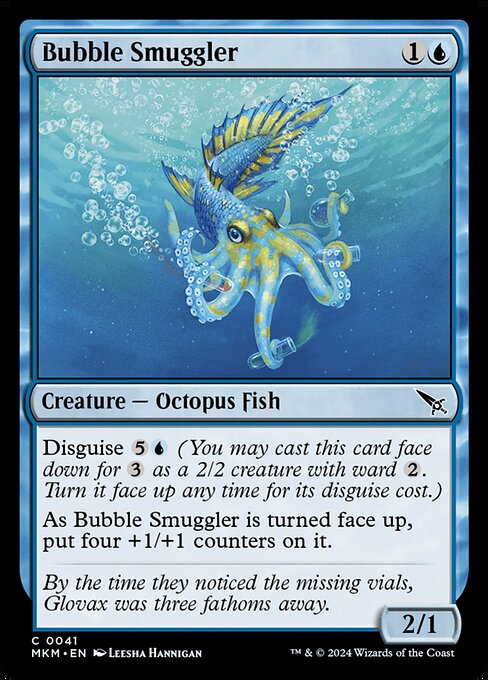 Bubble Smuggler 1
Creature — Octopus Fish
Disguise 5 (You may cast this card face
down for 3 as a 2/2 creature with ward 2.
Turn it face up any time for its disguise cost.)
As Bubble Smuggler is turned face up,
put four +1/+1 counters on it.
By the time they noticed the missing vials,
Glovax was three fathoms away.
2/1
C 0041
MKM • EN Leesha Hannigan
™ & © 2024 Wizards of the Coast